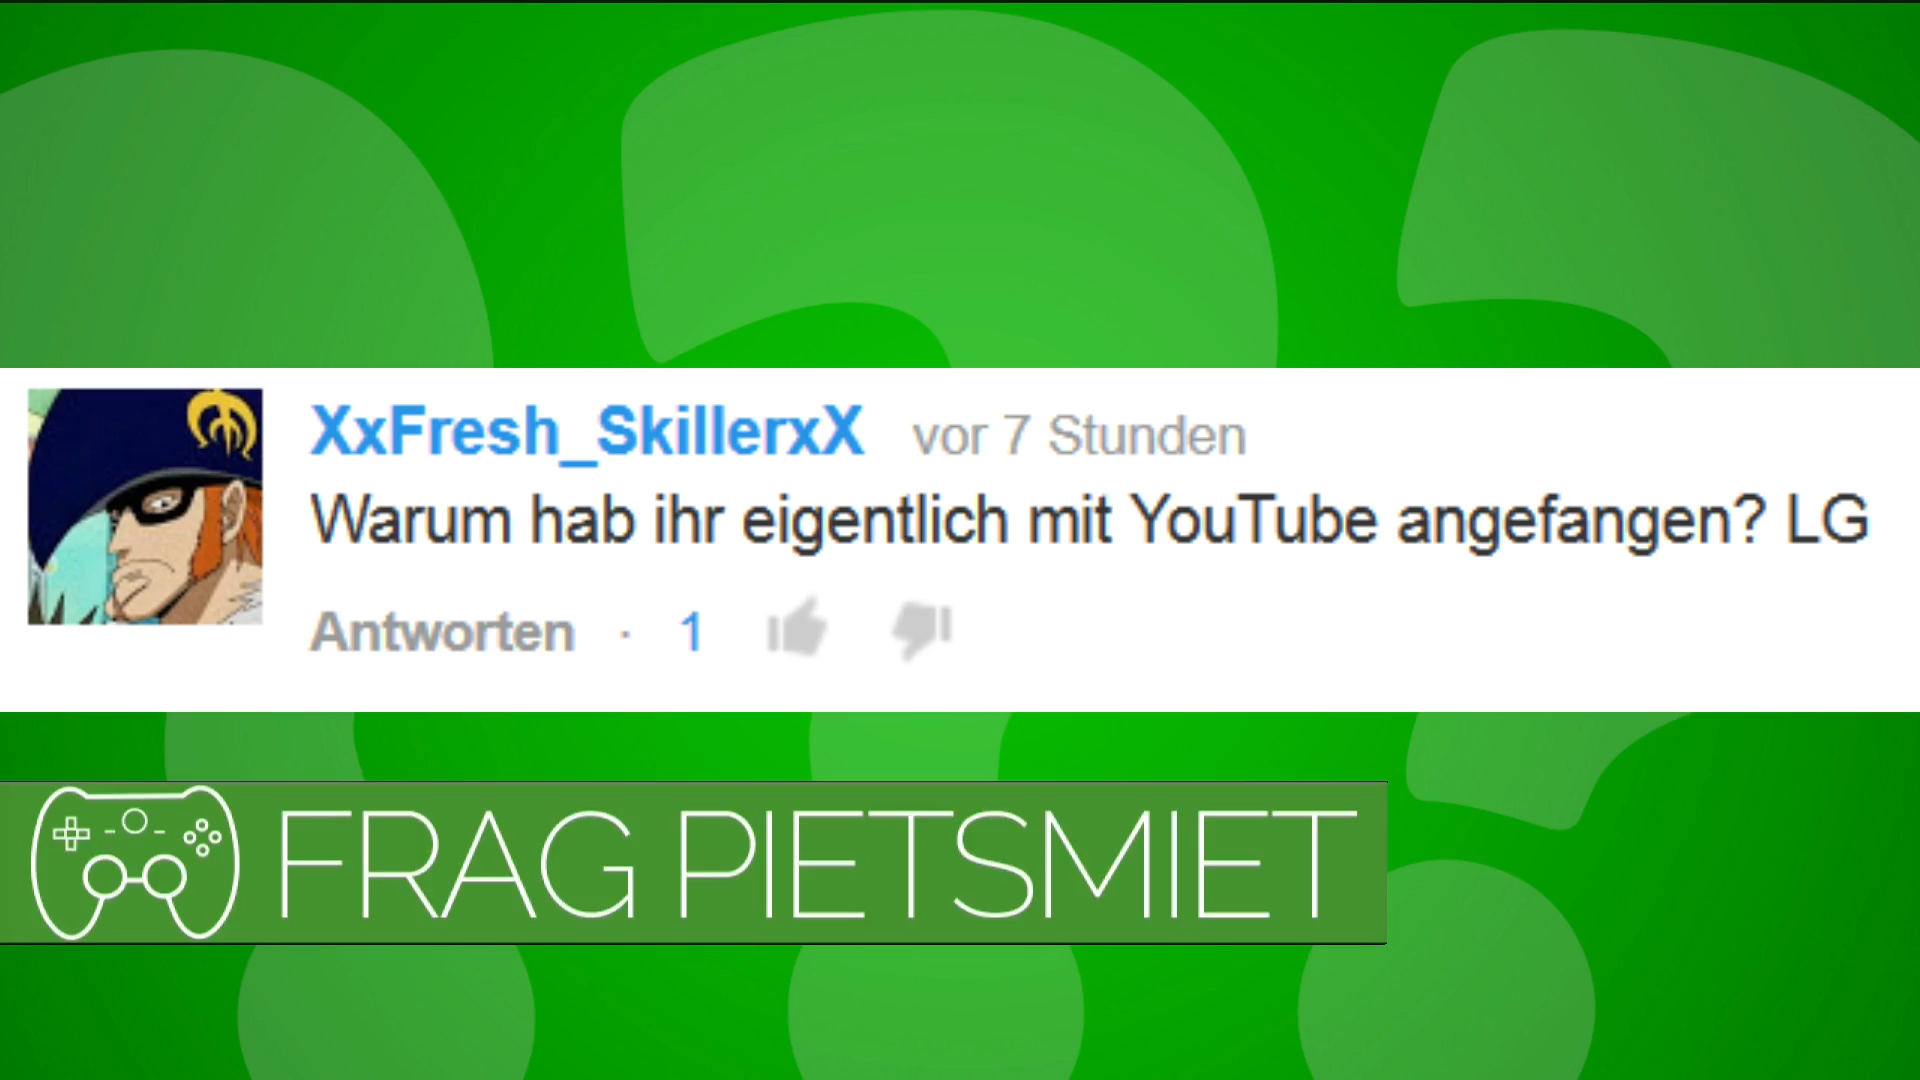 XxFresh_SkillerxX vor 7 Stunden
Warum hab ihr eigentlich mit YouTube angefangen? LG
Antworten · 1
FRAG PIETSMIET